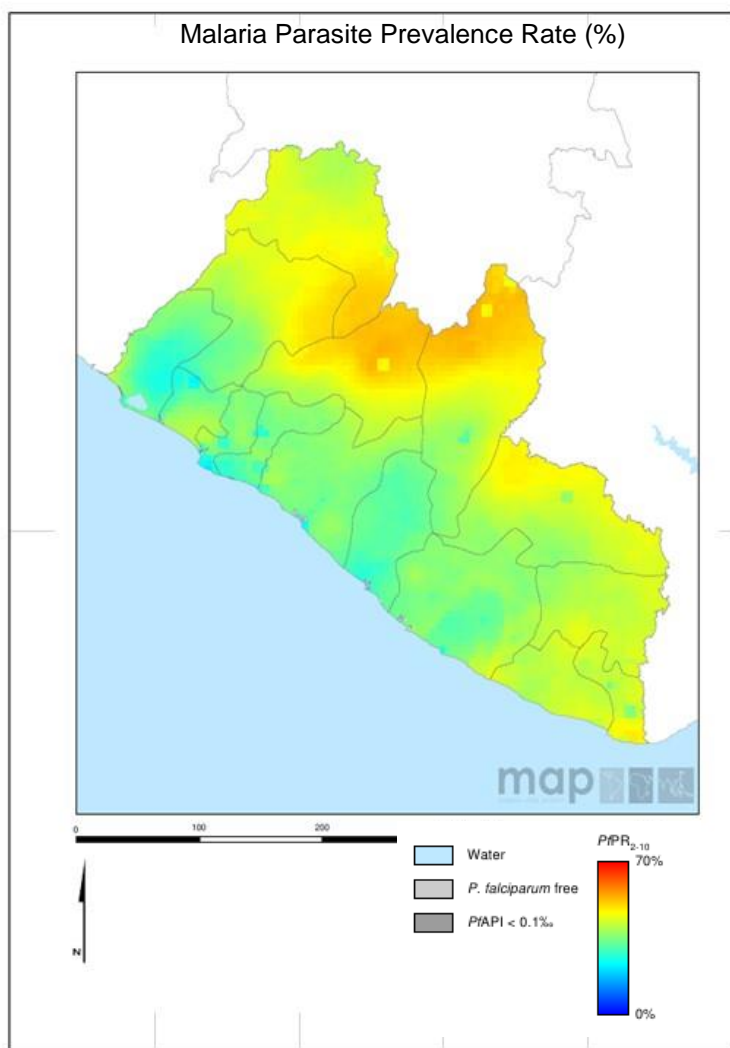 Malaria Parasite Prevalence Rate (%)
map
0 100 200
Water
P. falciparum free
PfAPI < 0.1‰
PfPR2-10
70%
0%
N